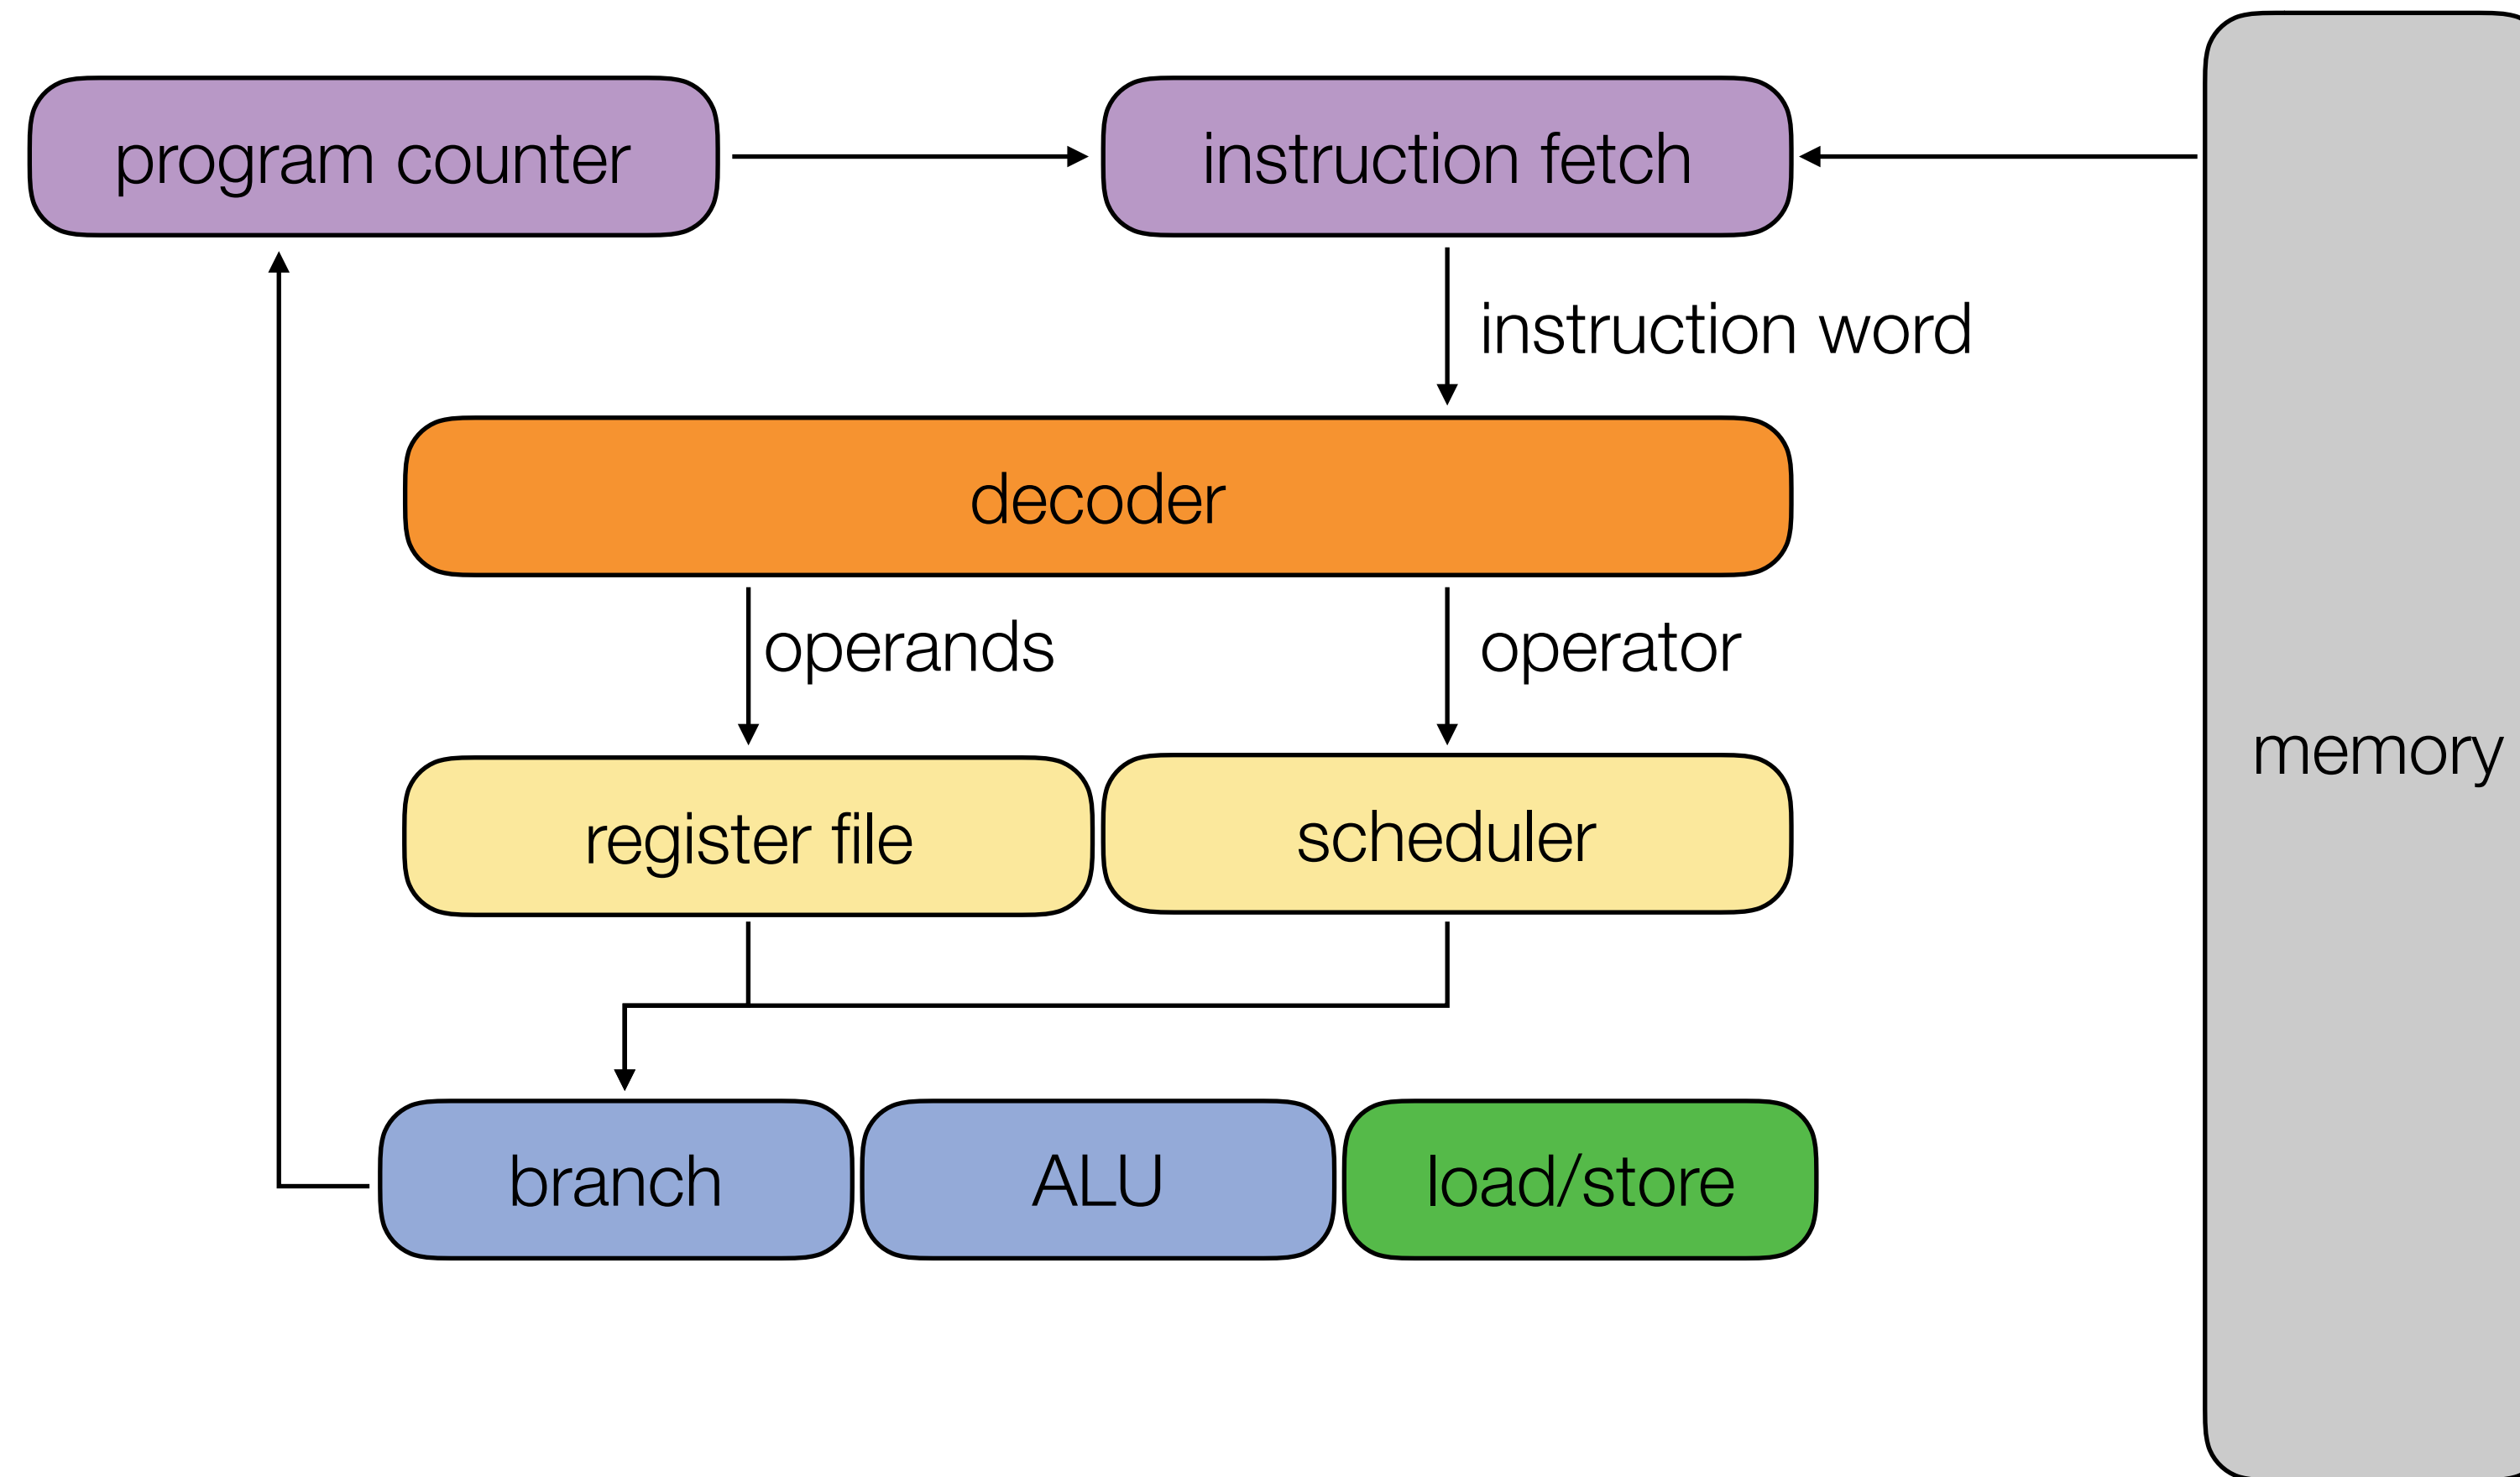 program counter
instruction fetch
instruction word
decoder
operands
operator
memory
register file
scheduler
branch
ALU
load/store